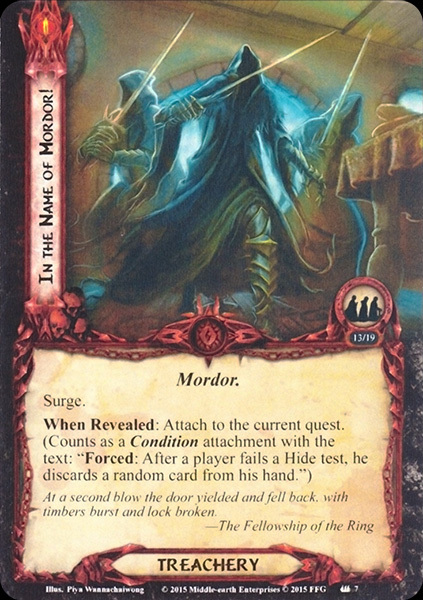 IN THE NAME OF MORDOR!
13/19
Mordor.
Surge.
When Revealed: Attach to the current quest.
(Counts as a Condition attachment with the
text: “Forced: After a player fails a Hide test, he
discards a random card from his hand.”)
At a second blow the door yielded and fell back. with
timbers burst and lock broken.
—The Fellowship of the Ring
TREACHERY
Illus. Piya Wannachaiwong © 2015 Middle-earth Enterprises © 2015 FFG 7